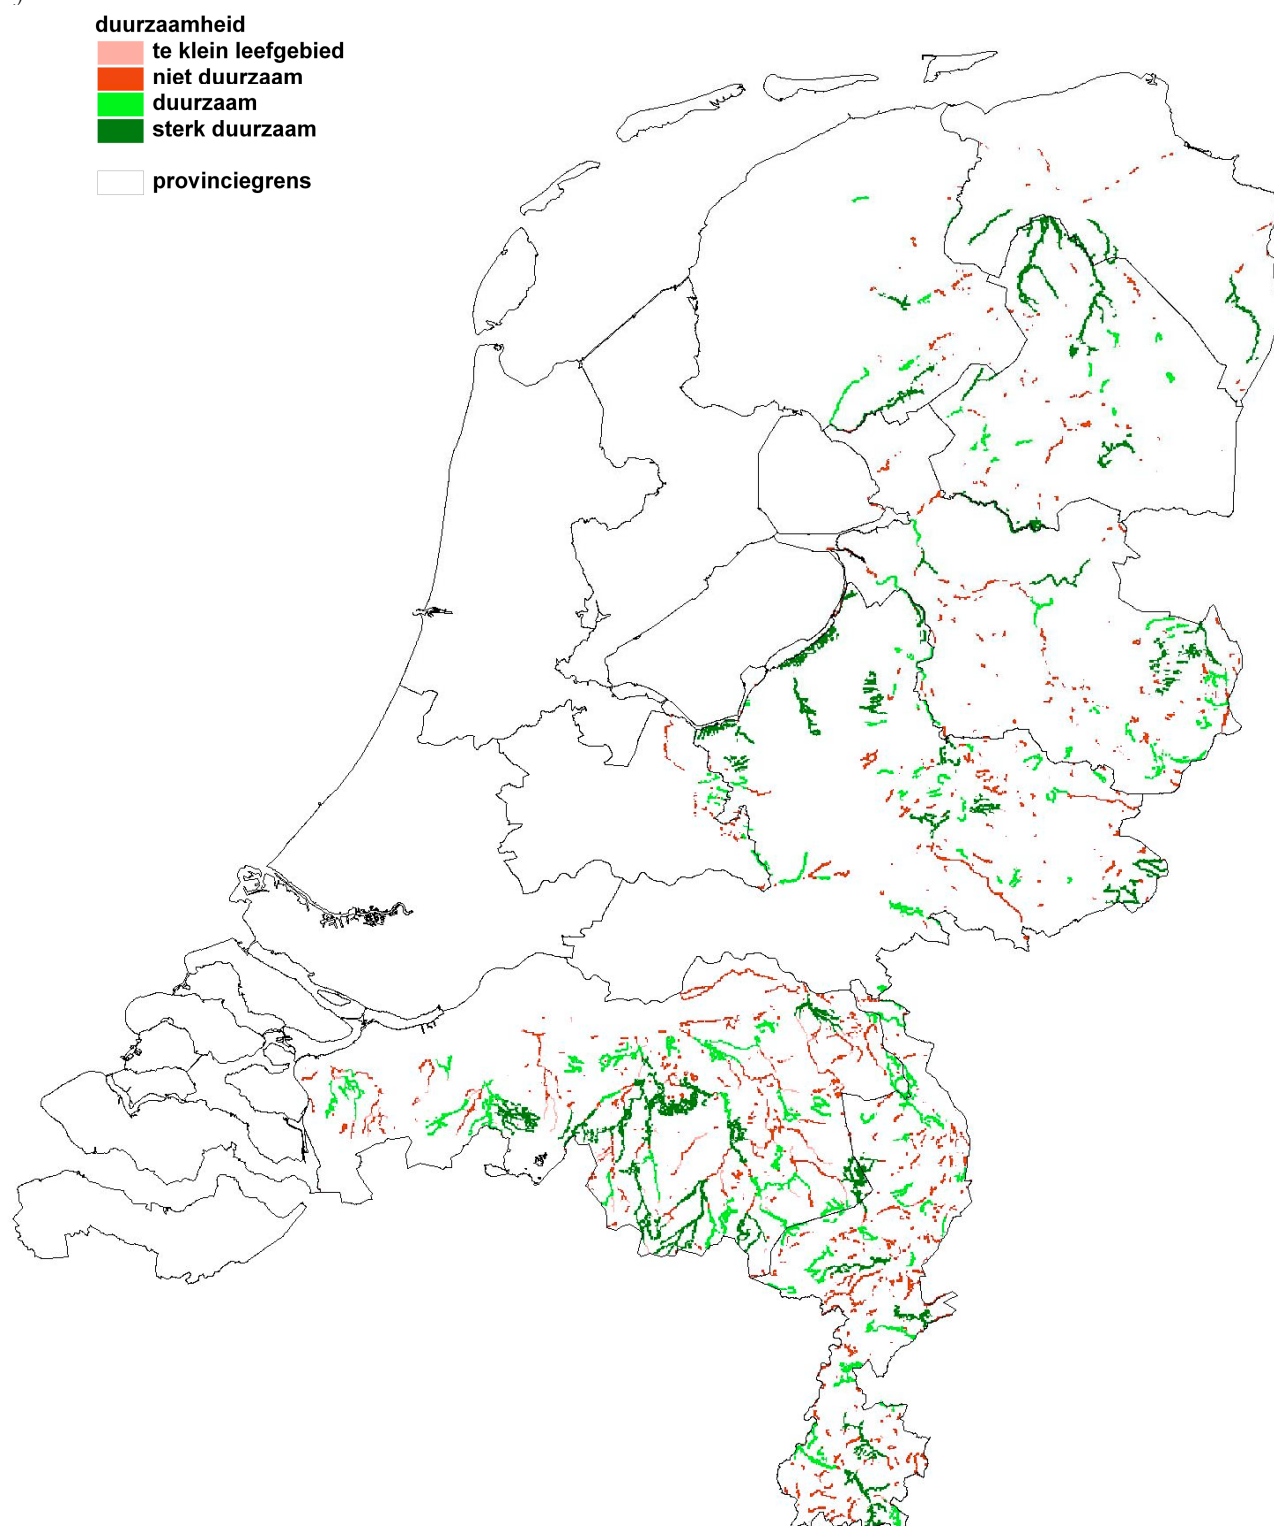 duurzaamheid
te klein leefgebied
niet duurzaam
duurzaam
sterk duurzaam
provinciegrens